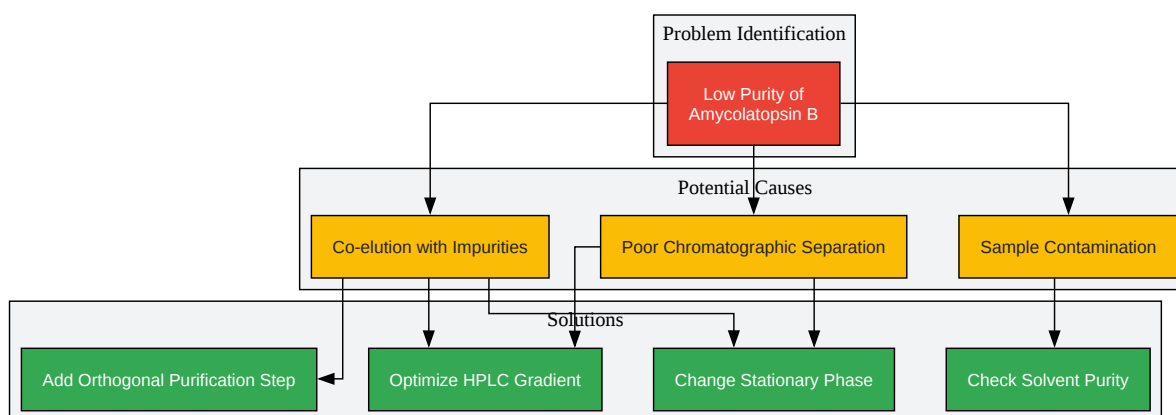 Problem Identification
Low Purity of
Amycolatopsin B
Potential Causes
Co-elution with Impurities
Poor Chromatographic Separation
Sample Contamination
Solutions
Add Orthogonal Purification Step
Optimize HPLC Gradient
Change Stationary Phase
Check Solvent Purity